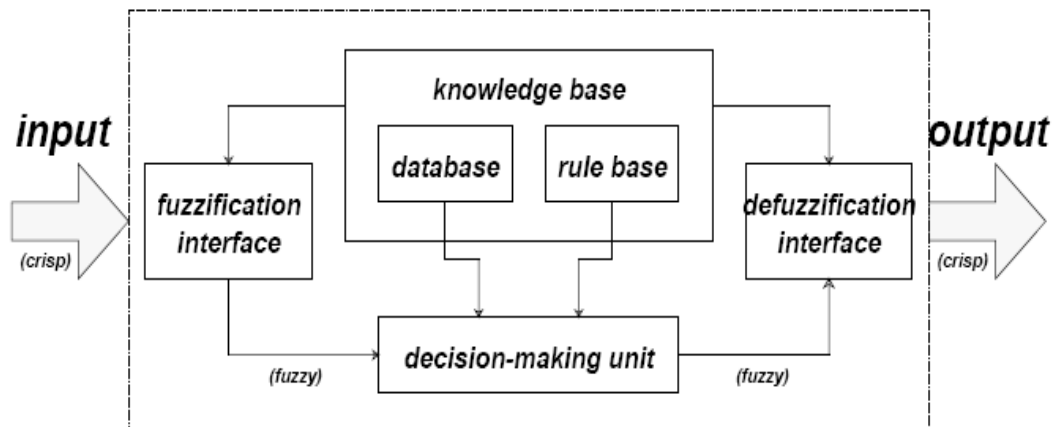 knowledge base
input
output
database
rule base
fuzzification
interface
defuzzification
interface
(crisp)
(crisp)
decision-making unit
(fuzzy)
(fuzzy)